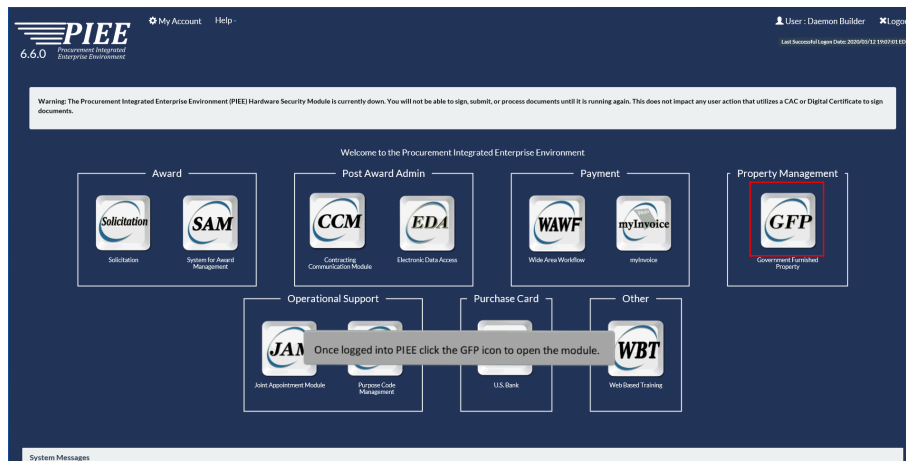 PIEE
6.6.0
Procurement Integrated
Enterprise Environment
My Account Help
User : Daemon Builder
Logo
Last Successful Logon Date: 2020/03/12 19:07:01 ED
Warning: The Procurement Integrated Enterprise Environment (PIEE) Hardware Security Module is currently down. You will not be able to sign, submit, or process documents until it is running again. This does not impact any user action that utilizes a CAC or Digital Certificate to sign
documents.
Welcome to the Procurement Integrated Enterprise Environment
Award
Solicitation
Solicitation
SAM
System for Award
Management
Post Award Admin
CCM
Contracting
Communication Module
EDA
Electronic Data Access
Payment
WAWF
Wide Area Workflow
myInvoice
myInvoice
Property Management
GFP
Government Furnished
Property
Operational Support
JAM
Joint Appointment Module
Purpose Code
Management
Purchase Card
U.S. Bank
Other
WBT
Web Based Training
Once logged into PIEE click the GFP icon to open the module.
System Messages